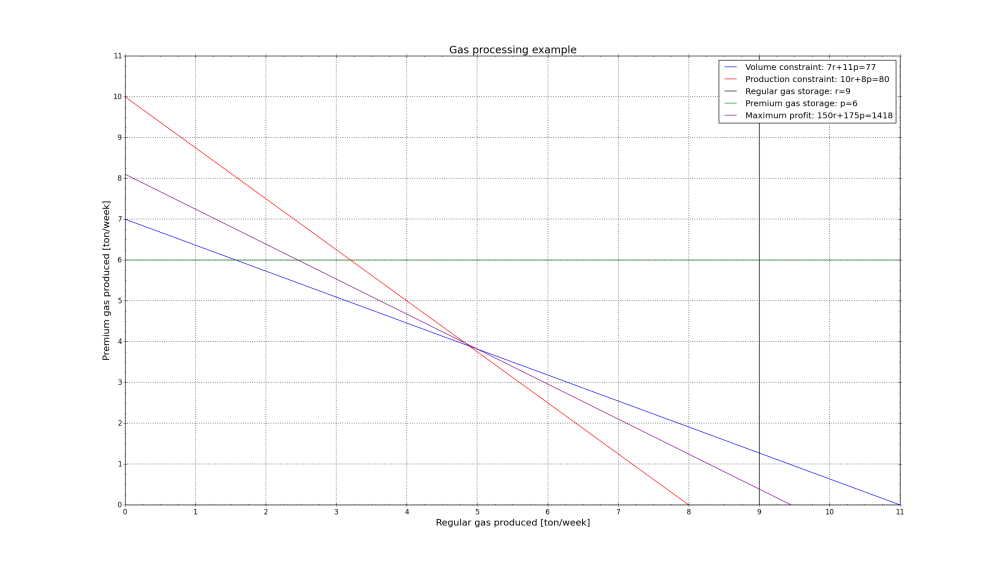 Gas processing example
Volume constraint: 7r+11p=77
Production constraint: 10r+8p=80
Regular gas storage: r=9
Premium gas storage: p=6
Maximum profit: 150r+175p=1418
Premium gas produced [ton/week]
11
10
9
8
7
6
5
4
3
2
1
0
0 1 2 3 4 5 6 7 8 9 10 11
Regular gas produced [ton/week]